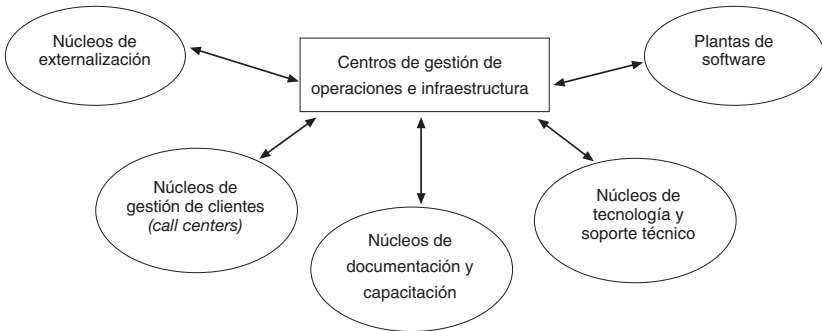 Núcleos de
externalización
Centros de gestión de
operaciones e infraestructura
Plantas de
software
Núcleos de
gestión de clientes
(call centers)
Núcleos de
documentación y
capacitación
Núcleos de
tecnología y
soporte técnico